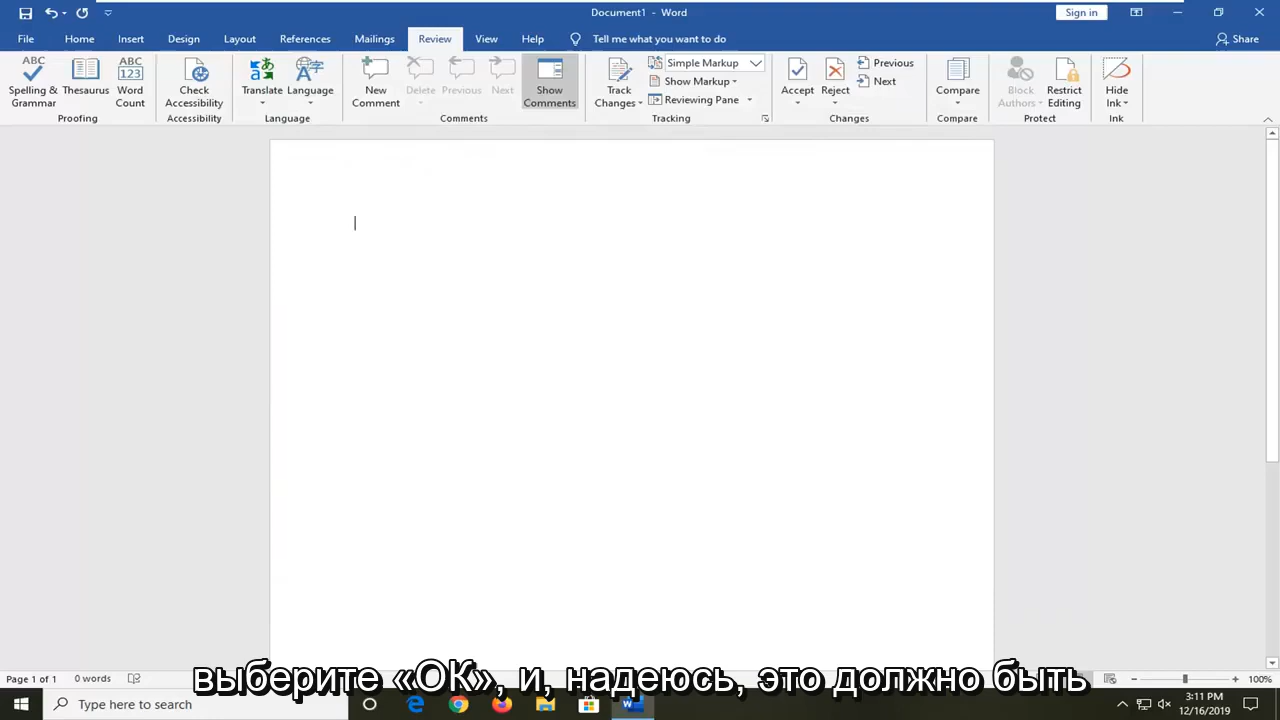 Document1 - Word
Sign in
File Home Insert Design Layout References Mailings Review View Help Tell me what you want to do Share
ABC Spelling & Grammar
Thesaurus
ABC 123 Word Count
Proofing
Check Accessibility
Accessibility
Translate
Language
Language
New Comment
Delete
Previous
Next
Show Comments
Comments
Track Changes
Simple Markup
Show Markup
Reviewing Pane
Tracking
Accept
Reject
Previous
Next
Changes
Compare
Compare
Block Authors
Restrict Editing
Protect
Hide Ink
Ink
выберите «ОК», и, надеюсь, это должно быть
Page 1 of 1 0 words 100%
Type here to search
3:11 PM
12/16/2019